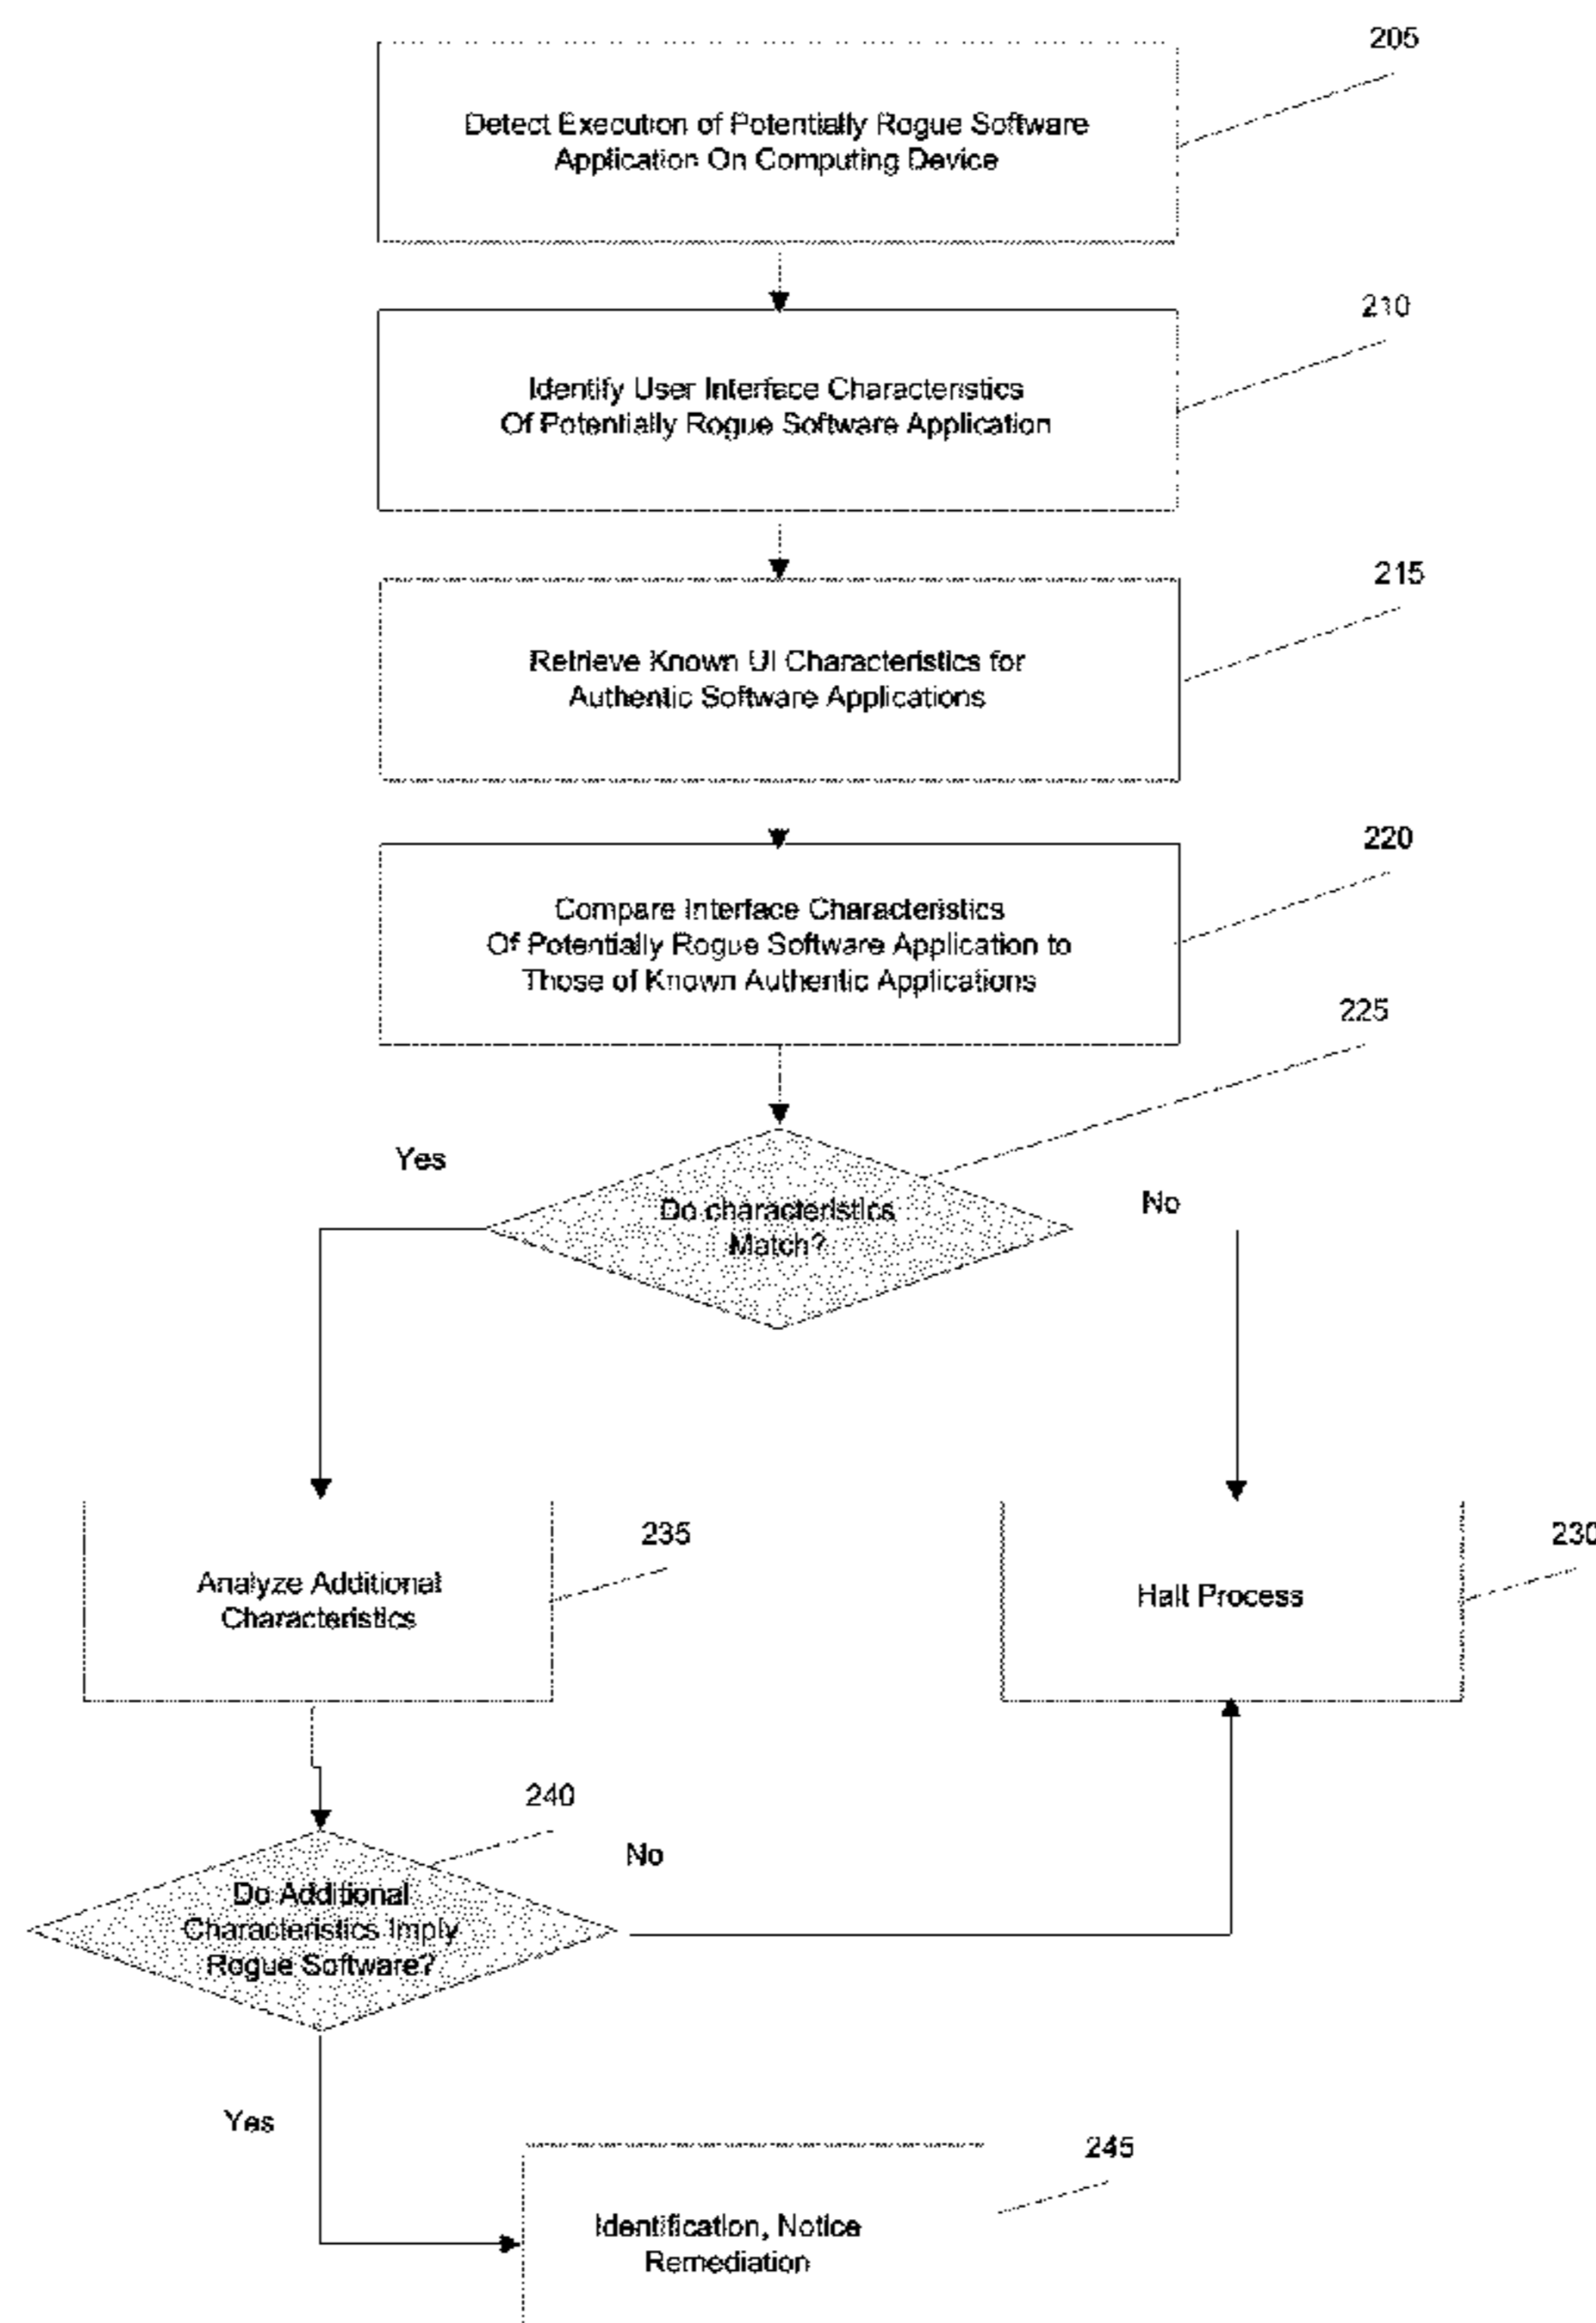 205
Detect Execution of Potentially Rogue Software
Application On Computing Device
210
Identify User Interface Characteristics
Of Potentially Rogue Software Application
215
Retrieve Known UI Characteristics for
Authentic Software Applications
220
Compare Interface Characteristics
Of Potentially Rogue Software Application to
Those of Known Authentic Applications
225
Yes
No
Do characteristics
Match?
235
230
Analyze Additional
Characteristics
Halt Process
240
No
Do Additional
Characteristics Imply
Rogue Software?
Yes
245
Identification, Notice
Remediation